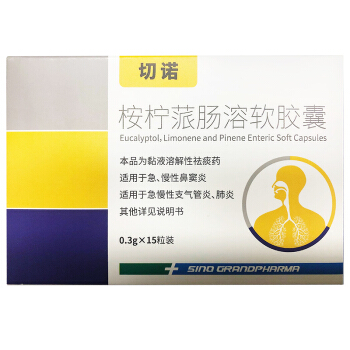 切诺
桉柠蒎肠溶软胶囊
Eucalyptol, Limonene and Pinene Enteric Soft Capsules
本品为黏液溶解性祛痰药
适用于急、慢性鼻窦炎
适用于急慢性支气管炎、肺炎
其他详见说明书
0.3g×15粒装
SINO GRANDPHARMA